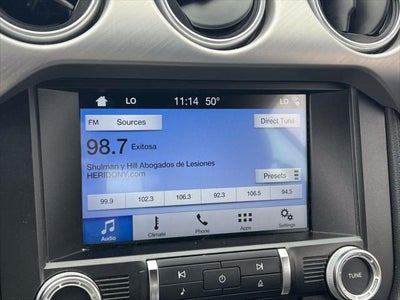 LO 11:14 50° LO
FM Sources Direct Tune
98.7 Exitosa
Shulman y Hill Abogados de Lesiones
HERIDONY.com
Presets
99.9 102.3 106.3 92.3 106.5 94.5
Audio Climate Phone Apps Settings
TUNE